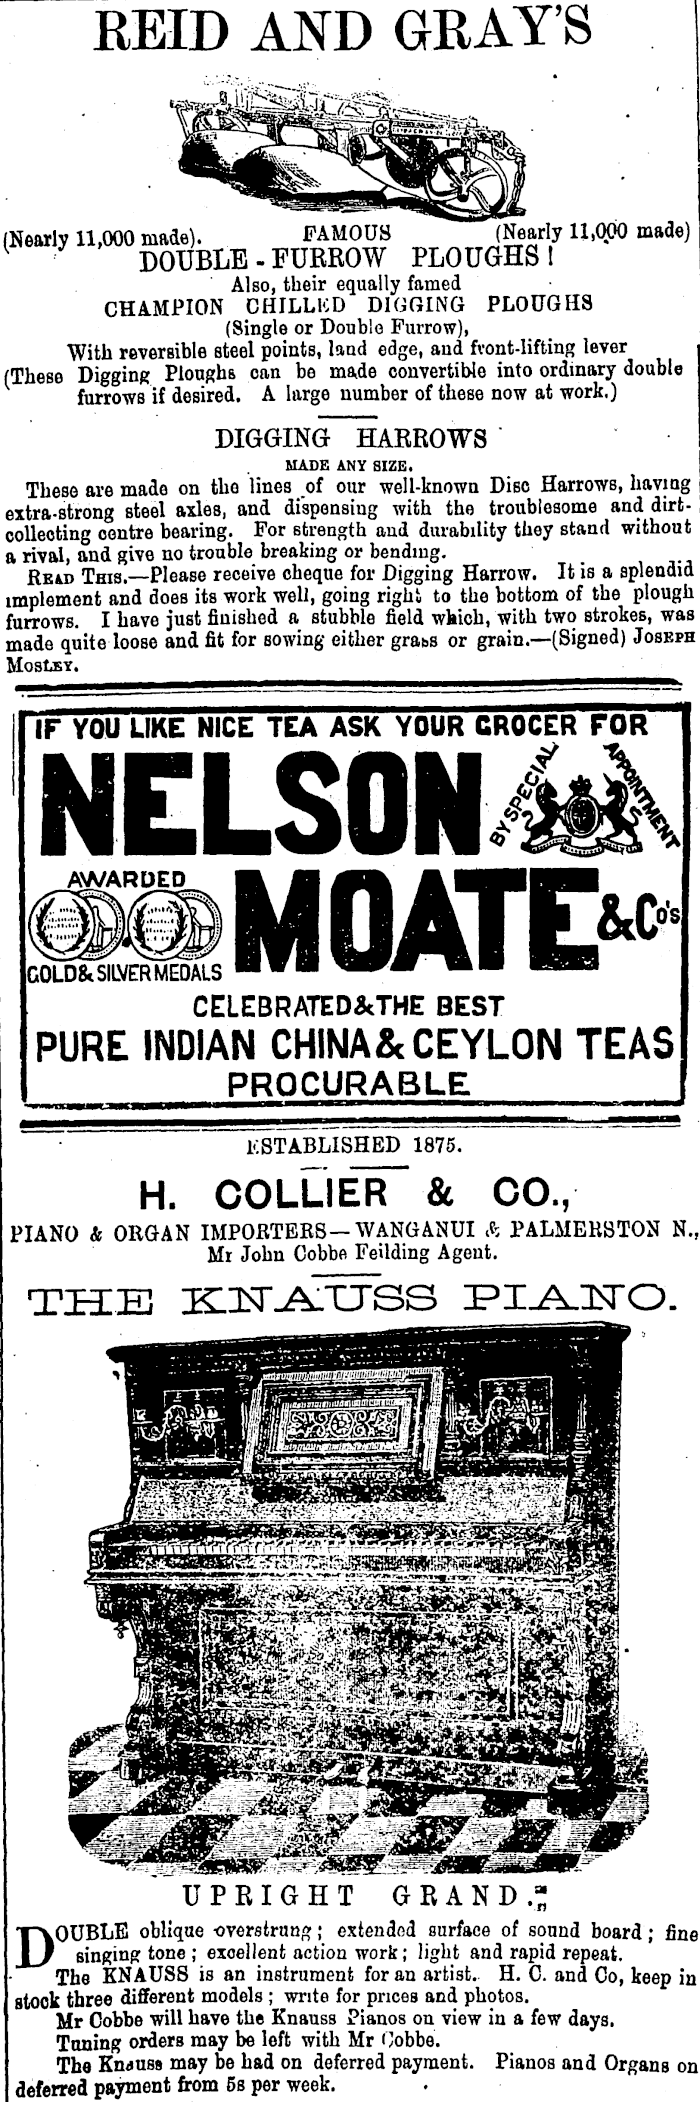 REID AND GRAY'S
(Nearly 11,000 made). FAMOUS (Nearly 11,000 made)
DOUBLE - FURROW PLOUGHS!
Also, their equally famed
CHAMPION CHILLED DIGGING PLOUGHS
(Single or Double Furrow),
With reversible steel points, land edge, and front-lifting lever
(These Digging Ploughs can be made convertible into ordinary double
furrows if desired. A large number of these now at work.)
DIGGING HARROWS
MADE ANY SIZE.
These are made on the lines of our well-known Disc Harrows, having
extra-strong steel axles, and dispensing with the troublesome and dirt-
collecting centre bearing. For strength and durability they stand without
a rival, and give no trouble breaking or bending.
READ THIS.—Please receive cheque for Digging Harrow. It is a splendid
implement and does its work well, going right to the bottom of the plough
furrows. I have just finished a stubble field which, with two strokes, was
made quite loose and fit for sowing either grass or grain.—(Signed) JOSEPH
MOSLEY.
IF YOU LIKE NICE TEA ASK YOUR GROCER FOR
NELSON
BY SPECIAL APPOINTMENT
AWARDED
MOATE & Co's
GOLD & SILVER MEDALS
CELEBRATED & THE BEST
PURE INDIAN CHINA & CEYLON TEAS
PROCURABLE
ESTABLISHED 1875.
H. COLLIER & CO.,
PIANO & ORGAN IMPORTERS—WANGANUI & PALMERSTON N.,
Mr John Cobbe Feilding Agent.
THE KNAUSS PIANO.
UPRIGHT GRAND.
DOUBLE oblique overstrung; extended surface of sound board; fine
singing tone; excellent action work; light and rapid repeat.
The KNAUSS is an instrument for an artist. H. C. and Co, keep in
stock three different models; write for prices and photos.
Mr Cobbe will have the Knauss Pianos on view in a few days.
Tuning orders may be left with Mr Cobbe.
The Knauss may be had on deferred payment. Pianos and Organs on
deferred payment from 5s per week.